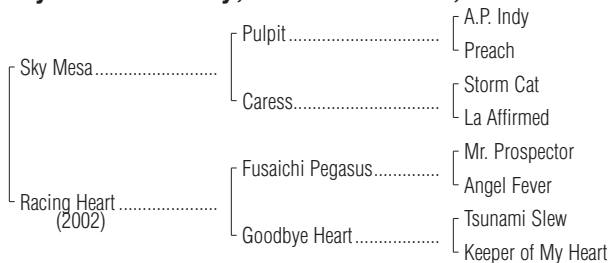 A.P. Indy
Pulpit
Preach
Sky Mesa
Storm Cat
Caress
La Affirmed
Mr. Prospector
Fusaichi Pegasus
Angel Fever
Racing Heart
(2002)
Tsunami Slew
Goodbye Heart
Keeper of My Heart